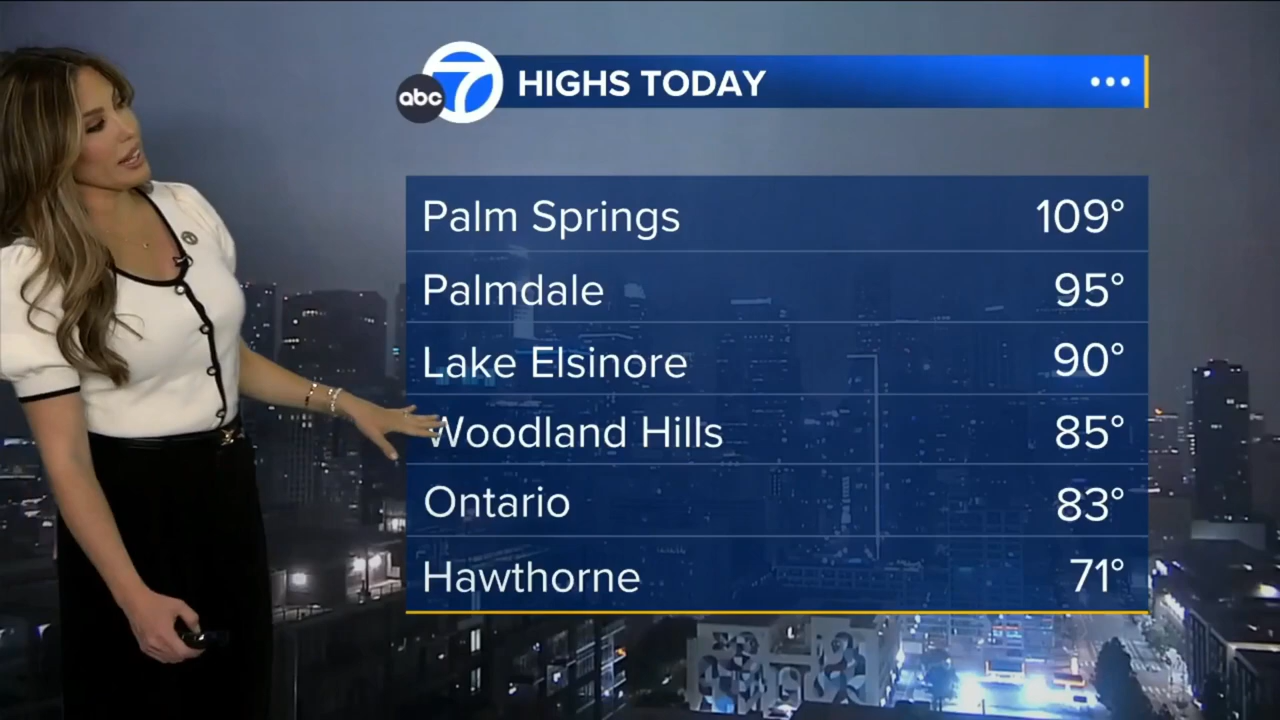 abc 7 HIGHS TODAY
Palm Springs 109°
Palmdale 95°
Lake Elsinore 90°
Woodland Hills 85°
Ontario 83°
Hawthorne 71°